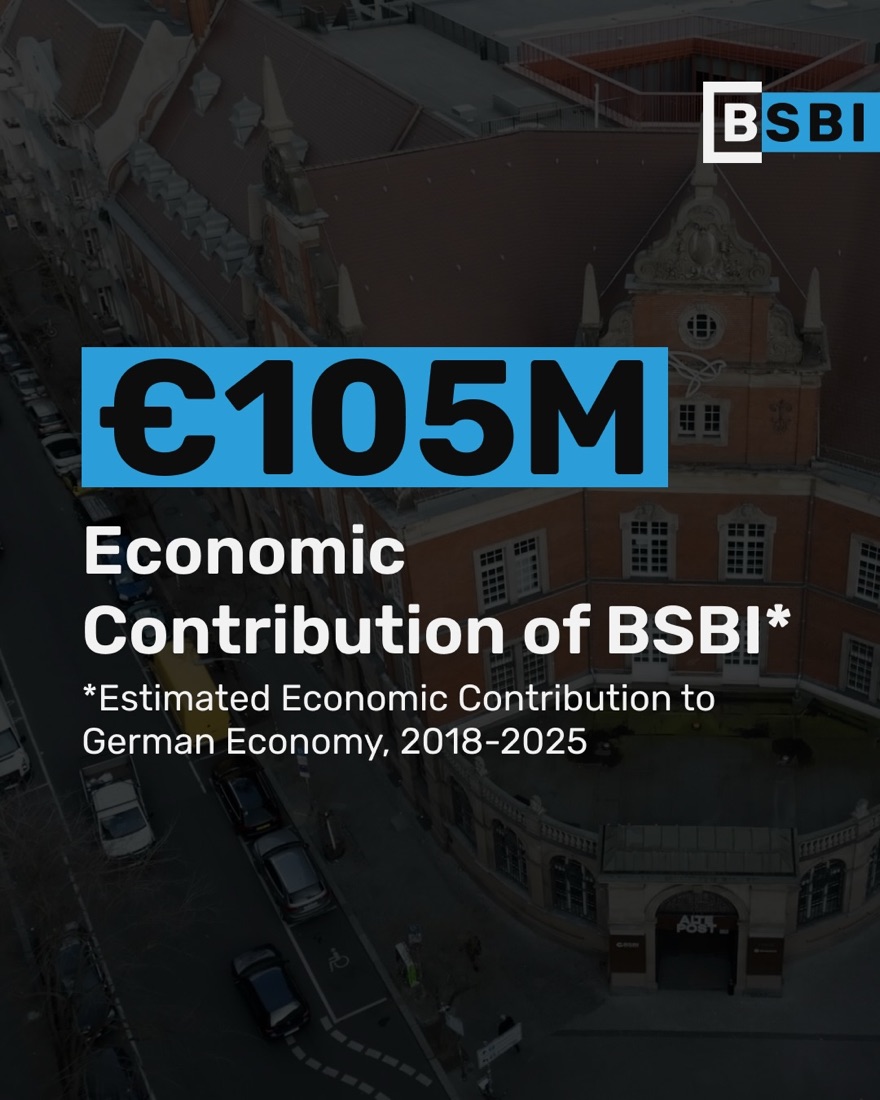 BSBI
€105M
Economic
Contribution of BSBI*
*Estimated Economic Contribution to
German Economy, 2018-2025
ALTE
POST